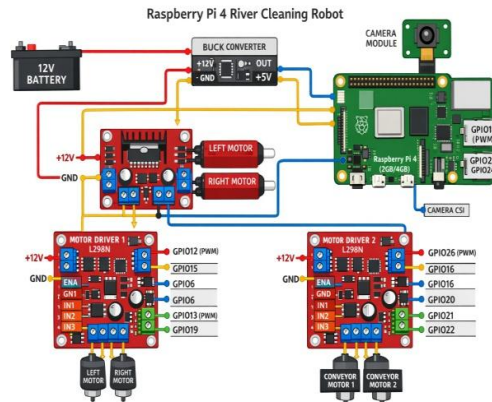 Raspberry Pi 4 River Cleaning Robot
CAMERA
MODULE
BUCK CONVERTER
+12V
OUT
-GND
+5V
12V
BATTERY
LEFT MOTOR
RIGHT MOTOR
+12V
GND
Raspberry Pi 4
(2GB/4GB)
GPIO1
(PWM)
GPIO2
GPIO2
CAMERA CSI
MOTOR DRIVER 1
L298N
+12V
GND
ENA
GN1
IN1
IN2
IN3
GPIO12 (PWM)
GPIO15
GPIO6
GPIO6
GPIO13 (PWM)
GPIO19
LEFT
MOTOR
RIGHT
MOTOR
MOTOR DRIVER 2
L298N
+12V
GND
ENA
GN1
IN1
IN2
IN3
GPIO26 (PWM)
GPIO16
GPIO16
GPIO20
GPIO21
GPIO22
CONVEYOR
MOTOR 1
CONVEYOR
MOTOR 2